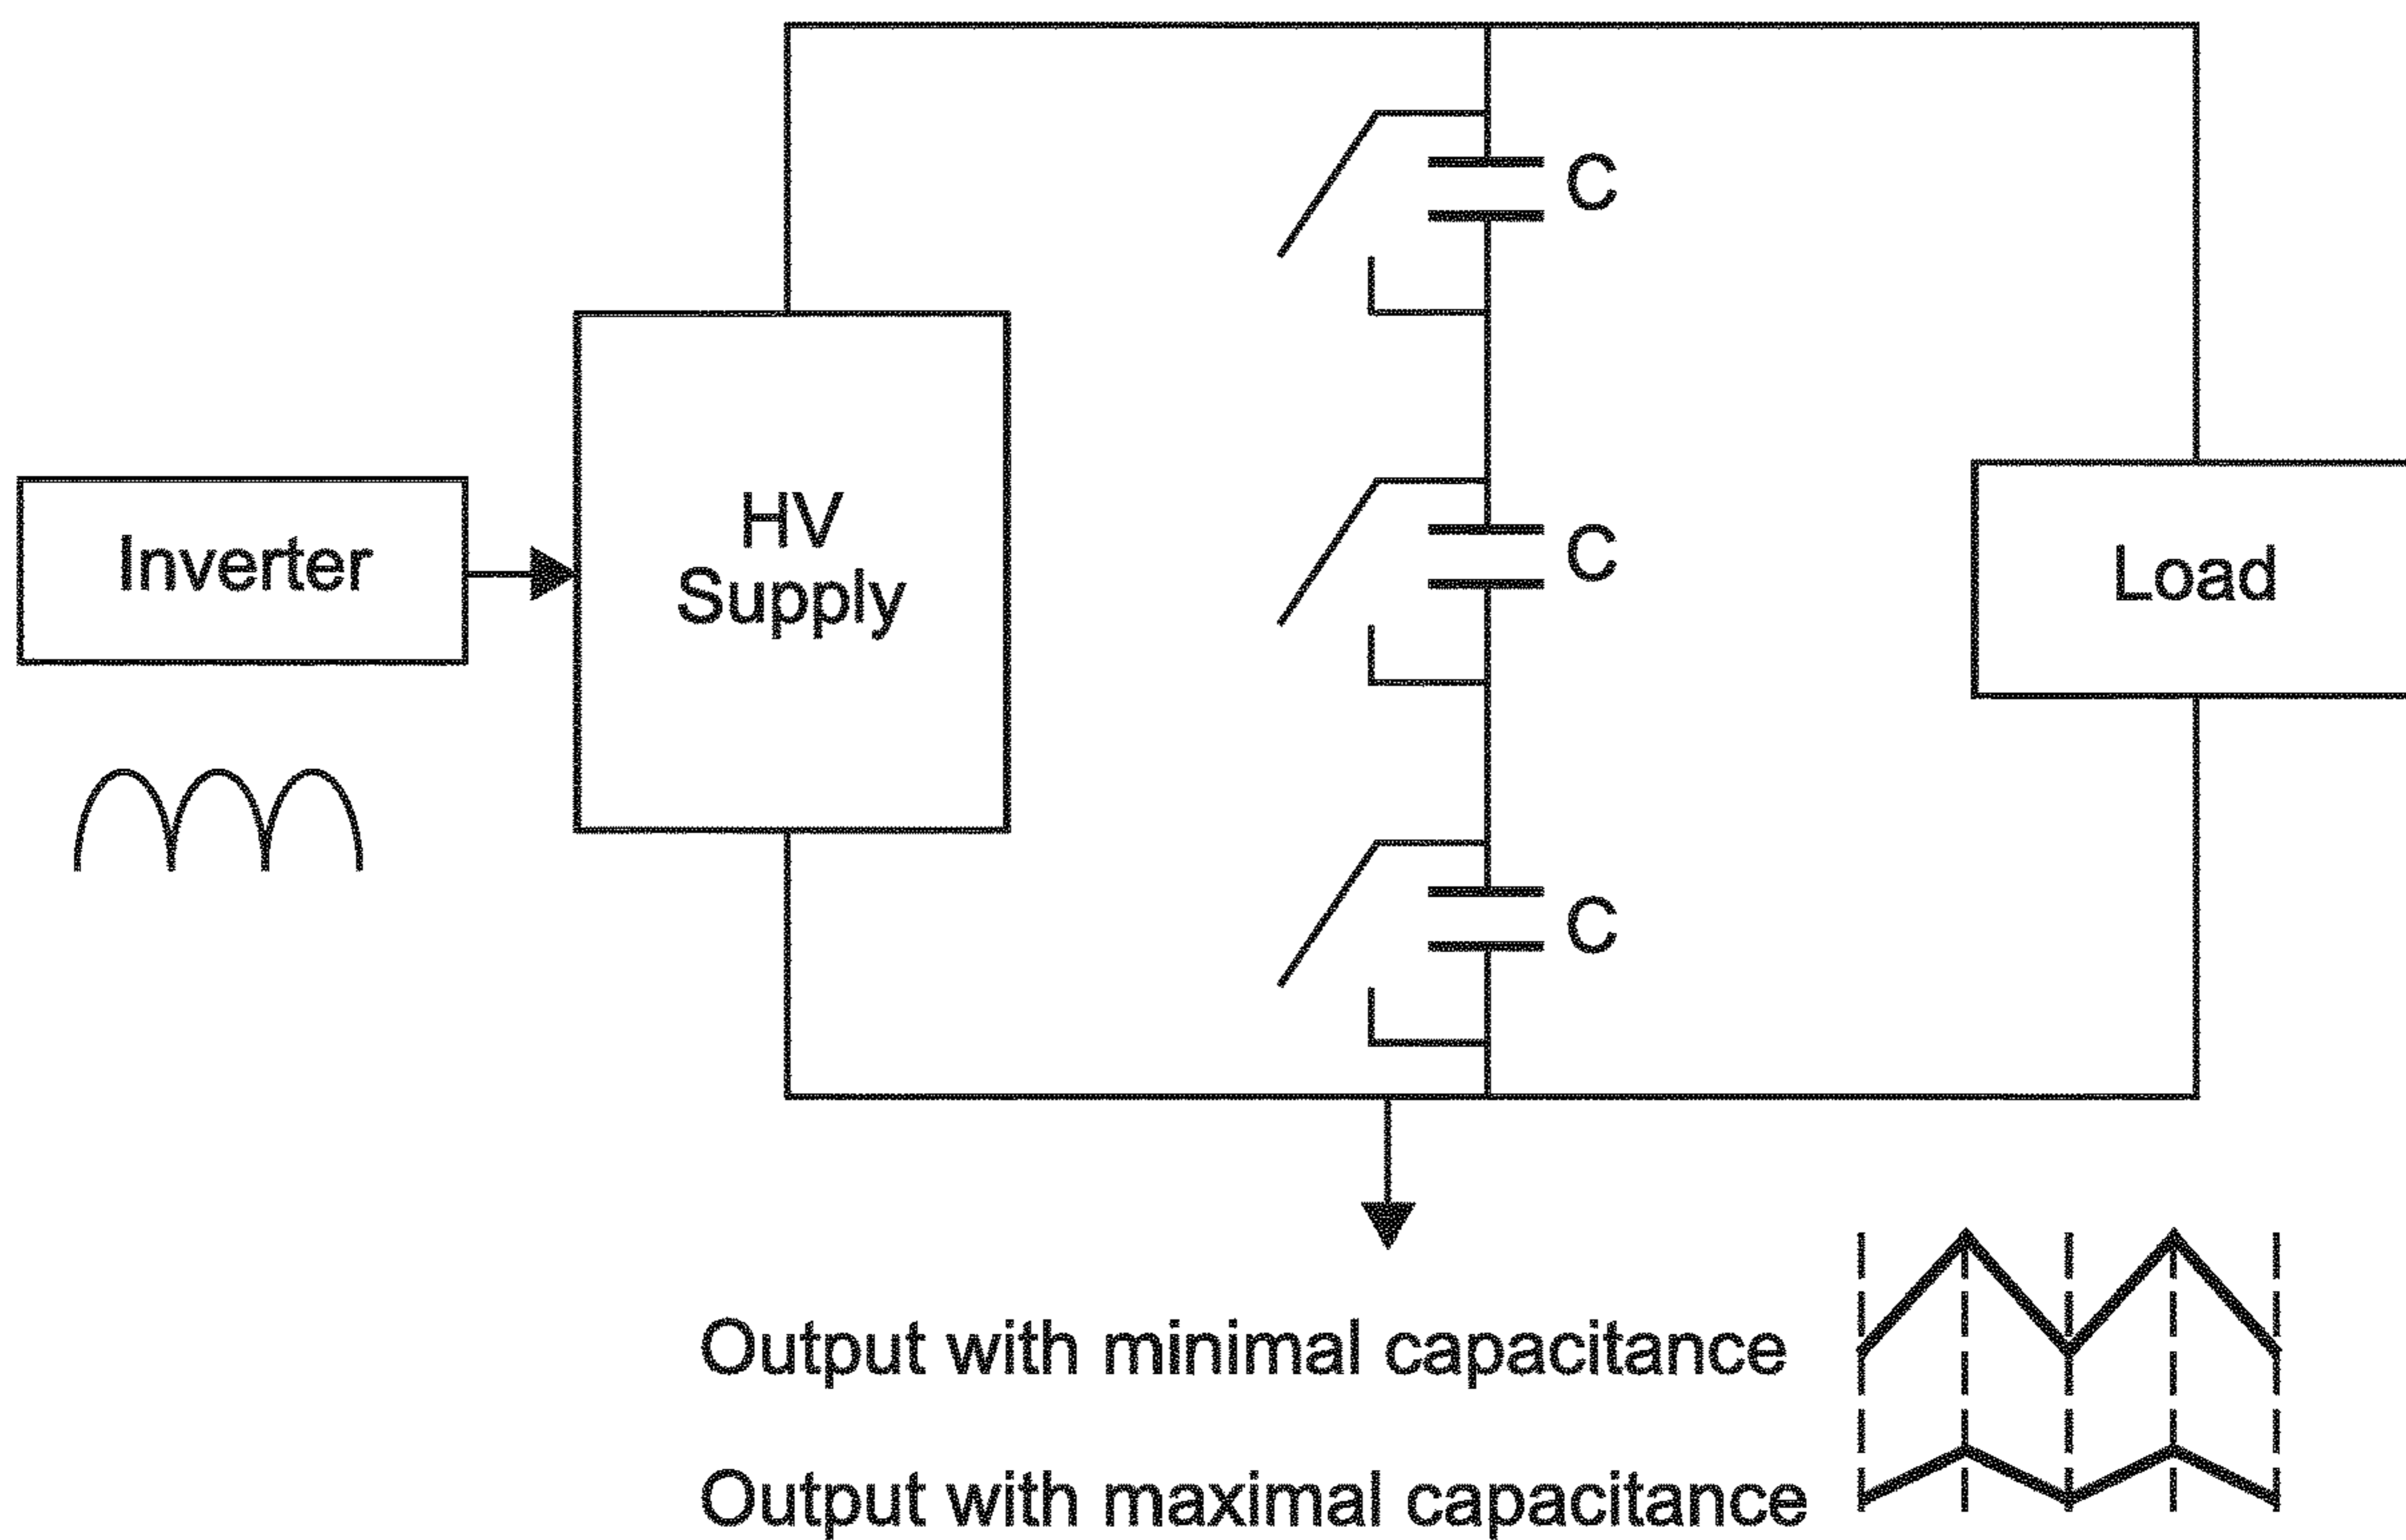 C
Inverter
HV
Supply
C
Load
C
Output with minimal capacitance
Output with maximal capacitance